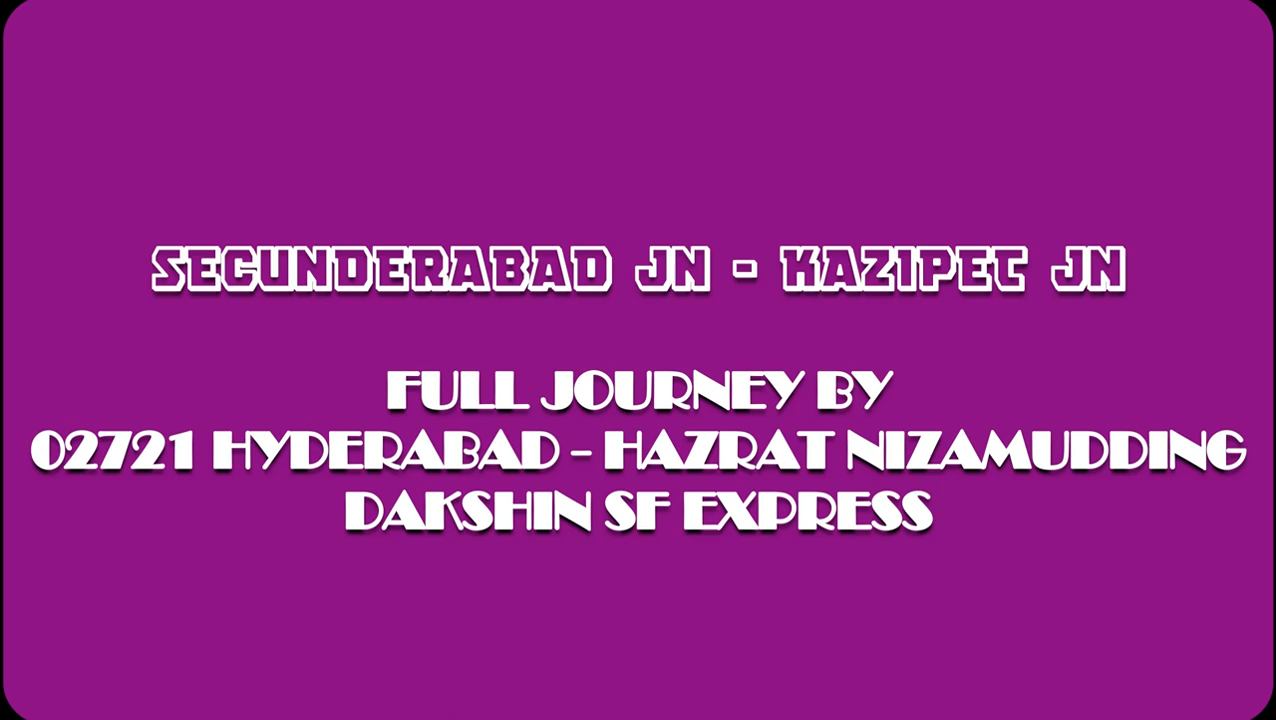 SECUNDERABAD JN - KAZIPET JN
FULL JOURNEY BY
02721 HYDERABAD - HAZRAT NIZAMUDDING
DAKSHIN SF EXPRESS